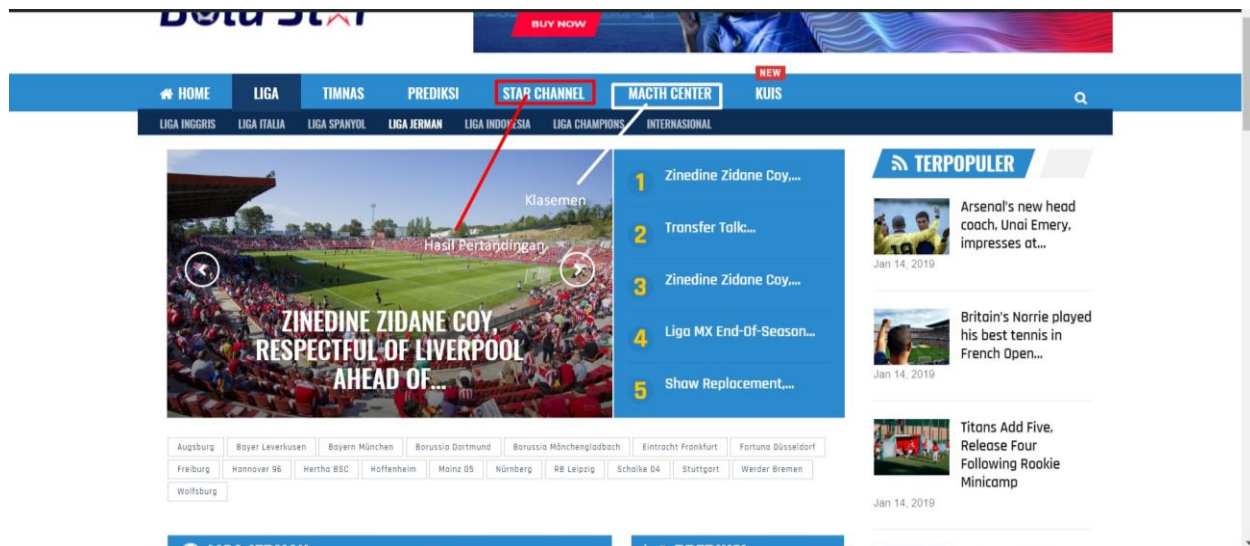 Bola Star
BUY NOW
NEW
HOME LIGA TIMNAS PREDIKSI STAR CHANNEL MACTH CENTER KUIS
LIGA INGGRIS LIGA ITALIA LIGA SPANYOL LIGA JERMAN LIGA INDONESIA LIGA CHAMPIONS INTERNASIONAL
Klasemen
Hasil Pertandingan
ZINEDINE ZIDANE COY,
RESPECTFUL OF LIVERPOOL
AHEAD OF...
1 Zinedine Zidane Coy,...
2 Transfer Talk:...
3 Zinedine Zidane Coy,...
4 Liga MX End-Of-Season...
5 Shaw Replacement,...
TERPOPULER
Arsenal's new head
coach, Unai Emery,
impresses at...
Jan 14, 2019
Britain's Norrie played
his best tennis in
French Open...
Jan 14, 2019
Titans Add Five,
Release Four
Following Rookie
Minicamp
Jan 14, 2019
Augsburg Bayer Leverkusen Bayern München Borussia Dortmund Borussia Mönchengladbach Eintracht Frankfurt Fortuna Düsseldorf
Freiburg Hannover 96 Hertha BSC Hoffenheim Mainz 05 Nürnberg RB Leipzig Schalke 04 Stuttgart Werder Bremen
Wolfsburg